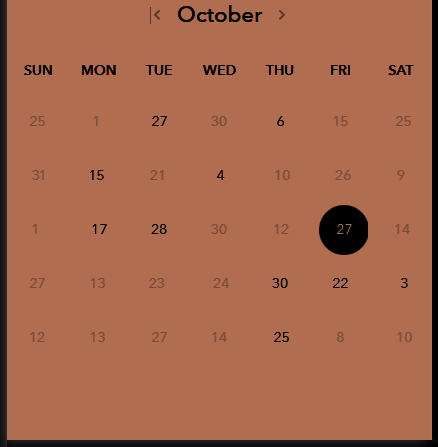 < October >
SUN MON TUE WED THU FRI SAT
25 1 27 30 6 15 25
31 15 21 4 10 26 9
1 17 28 30 12 27 14
27 13 23 24 30 22 3
12 13 27 14 25 8 10